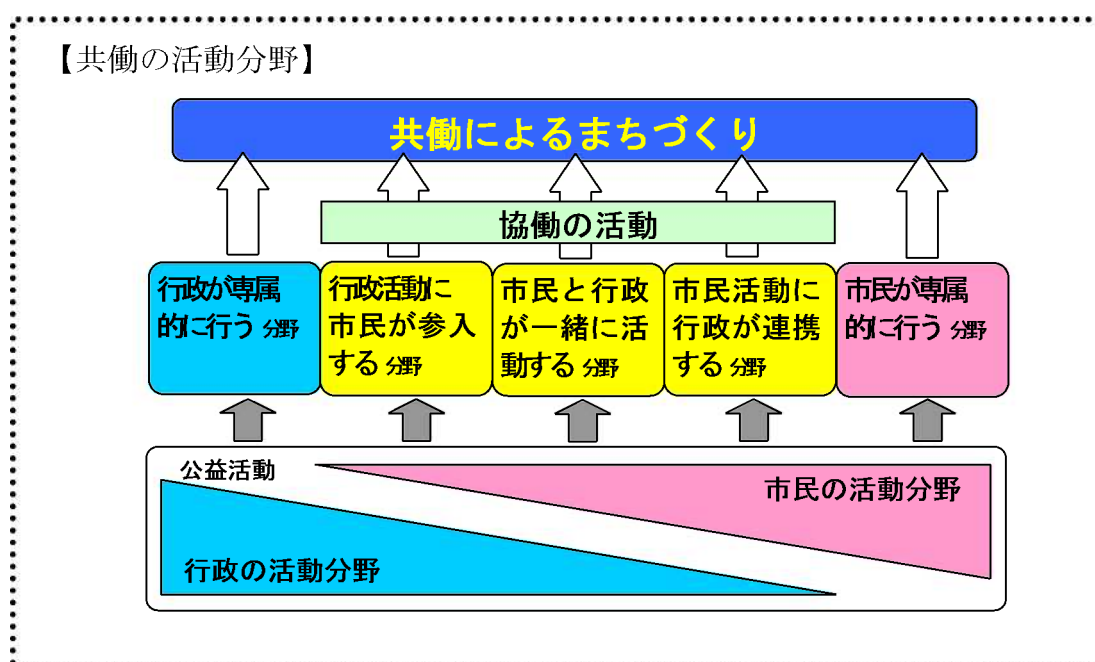 【共働の活動分野】
共働によるまちづくり
協働の活動
行政が専属
的に行う 分野
行政活動に
市民が参入
する 分野
市民と行政
が一緒に活
動する 分野
市民活動に
行政が連携
する 分野
市民が専属
的に行う 分野
公益活動
市民の活動分野
行政の活動分野